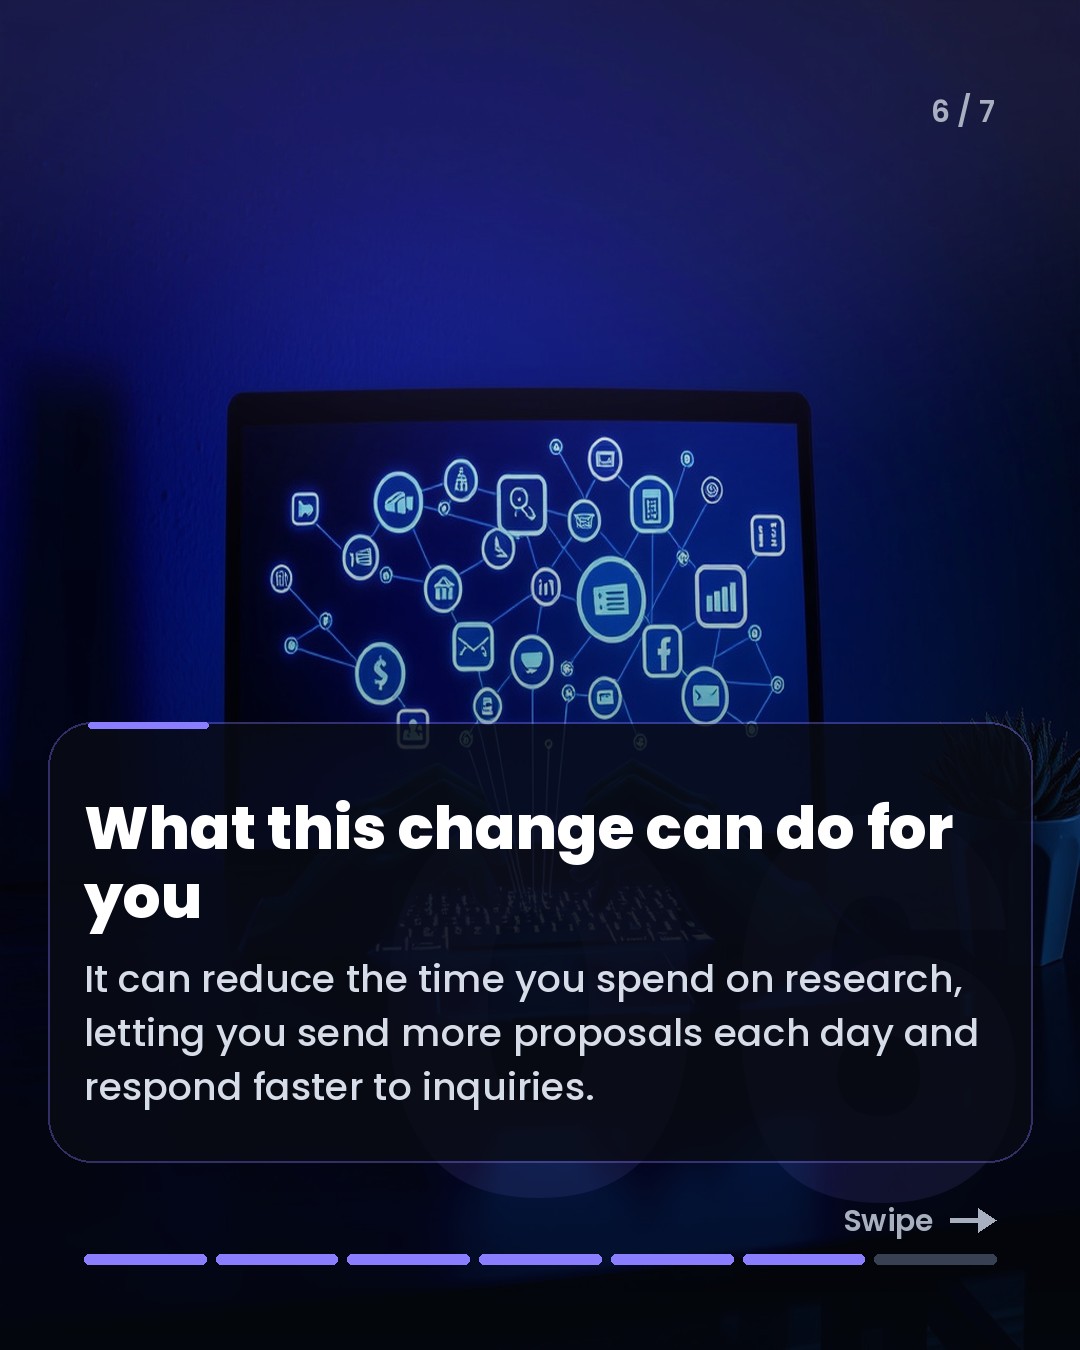 6 / 7
What this change can do for
you
It can reduce the time you spend on research,
letting you send more proposals each day and
respond faster to inquiries.
Swipe